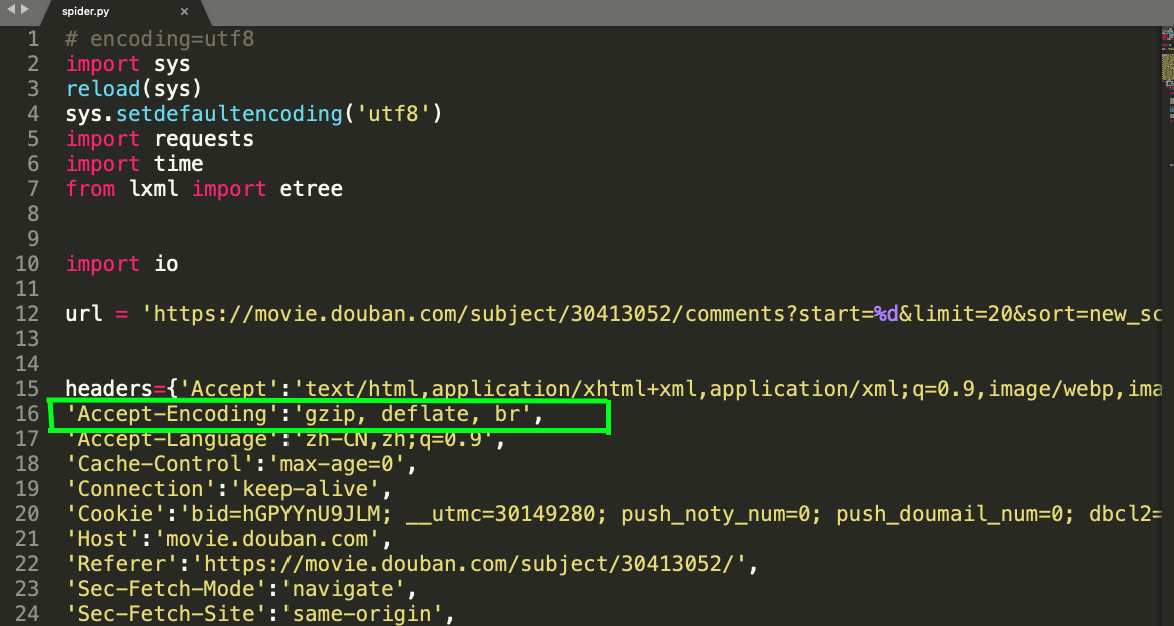 spider.py
1 # encoding=utf8
2 import sys
3 reload(sys)
4 sys.setdefaultencoding('utf8')
5 import requests
6 import time
7 from lxml import etree
8
9
10 import io
11
12 url = 'https://movie.douban.com/subject/30413052/comments?start=%d&limit=20&sort=new_sc
13
14
15 headers={'Accept':'text/html,application/xhtml+xml,application/xml;q=0.9,image/webp,ima
16 'Accept-Encoding':'gzip, deflate, br',
17 'Accept-Language':'zh-CN,zh;q=0.9',
18 'Cache-Control':'max-age=0',
19 'Connection':'keep-alive',
20 'Cookie':'bid=hGPYYnU9JLM; __utmc=30149280; push_noty_num=0; push_doumail_num=0; dbcl2=
21 'Host':'movie.douban.com',
22 'Referer':'https://movie.douban.com/subject/30413052/',
23 'Sec-Fetch-Mode':'navigate',
24 'Sec-Fetch-Site':'same-origin',